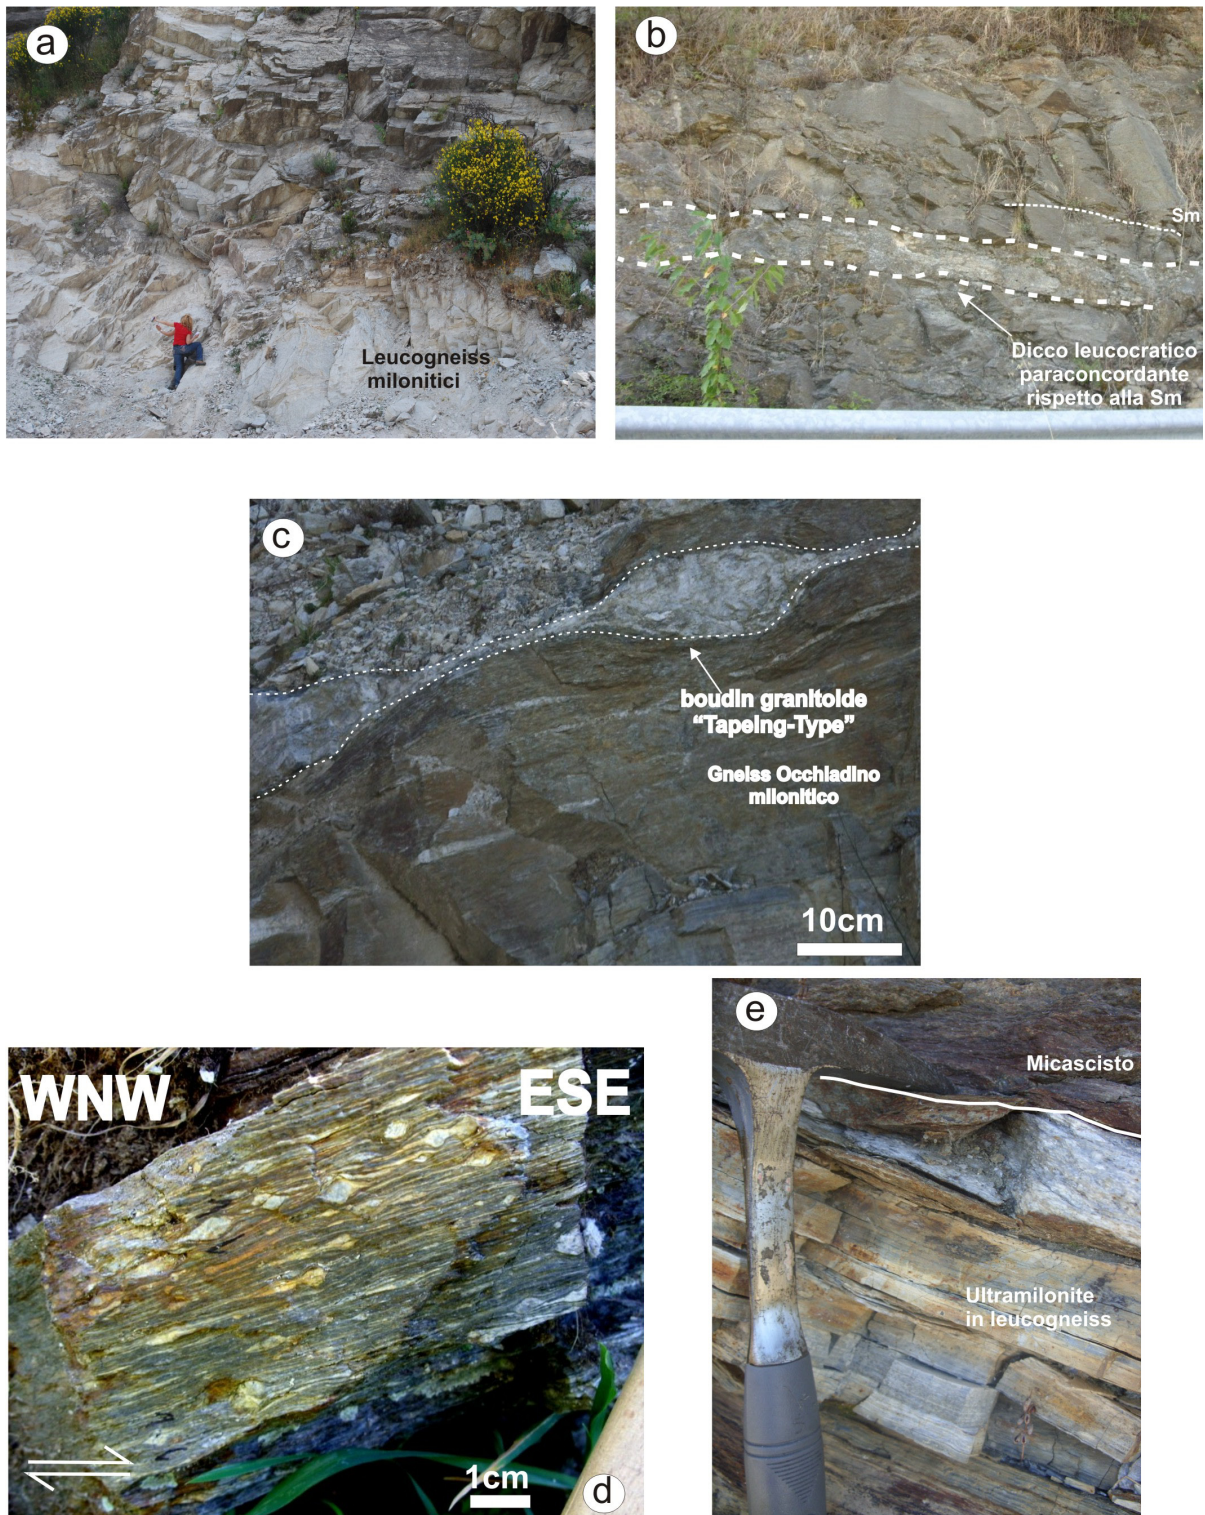 a
Leucogneiss
milonitici
b
Sm
Dicco leucocratico
paraconcordante
rispetto alla Sm
c
boudin granitoide
“Tapeing-Type”
Gneiss Occhiadino
milonitico
10cm
WNW
ESE
1cm
d
e
Micascisto
Ultramilonite
in leucogneiss